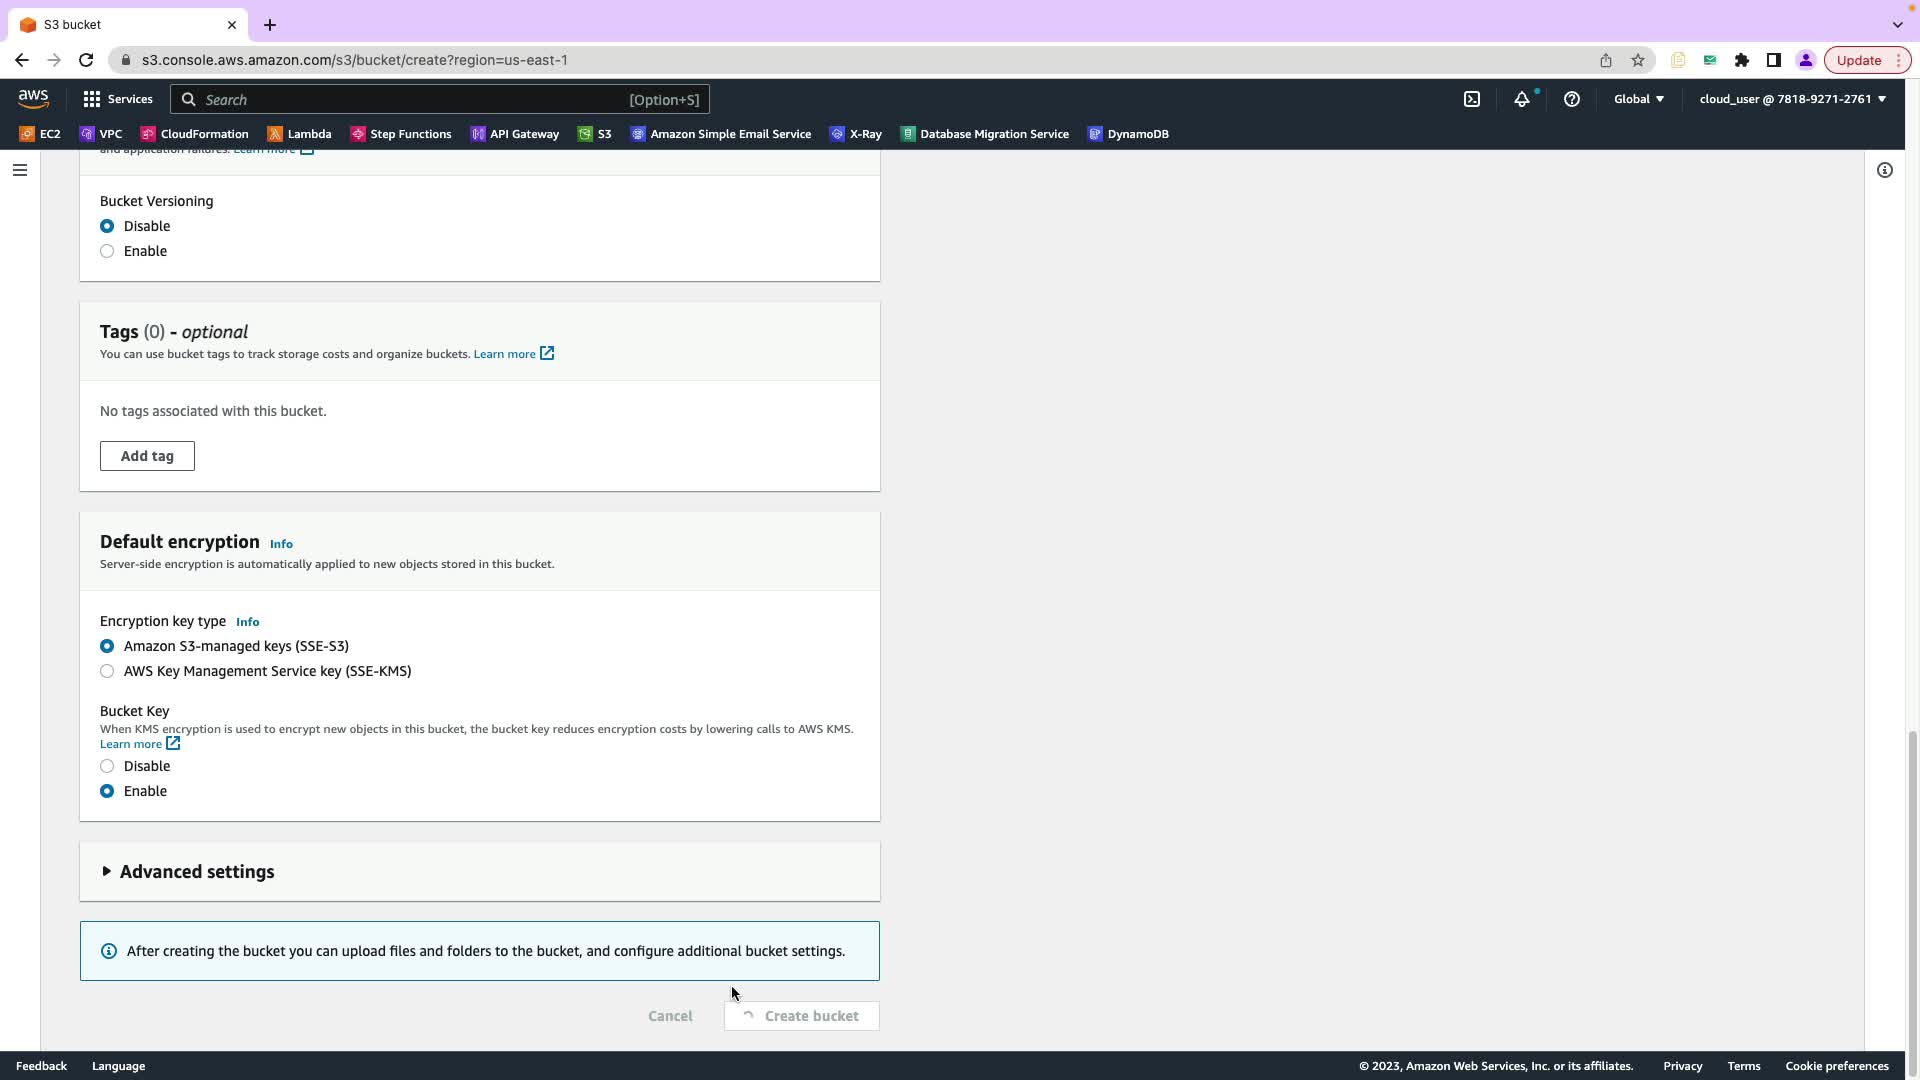 S3 bucket
s3.console.aws.amazon.com/s3/bucket/create?region=us-east-1
Update
aws
Services
Search
[Option+S]
Global
cloud_user @ 7818-9271-2761
EC2
VPC
CloudFormation
Lambda
Step Functions
API Gateway
S3
Amazon Simple Email Service
X-Ray
Database Migration Service
DynamoDB
and application failures. Learn more
Bucket Versioning
Disable
Enable
Tags (0) - optional
You can use bucket tags to track storage costs and organize buckets. Learn more
No tags associated with this bucket.
Add tag
Default encryption Info
Server-side encryption is automatically applied to new objects stored in this bucket.
Encryption key type Info
Amazon S3-managed keys (SSE-S3)
AWS Key Management Service key (SSE-KMS)
Bucket Key
When KMS encryption is used to encrypt new objects in this bucket, the bucket key reduces encryption costs by lowering calls to AWS KMS.
Learn more
Disable
Enable
Advanced settings
After creating the bucket you can upload files and folders to the bucket, and configure additional bucket settings.
Cancel
Create bucket
Feedback
Language
© 2023, Amazon Web Services, Inc. or its affiliates.
Privacy
Terms
Cookie preferences